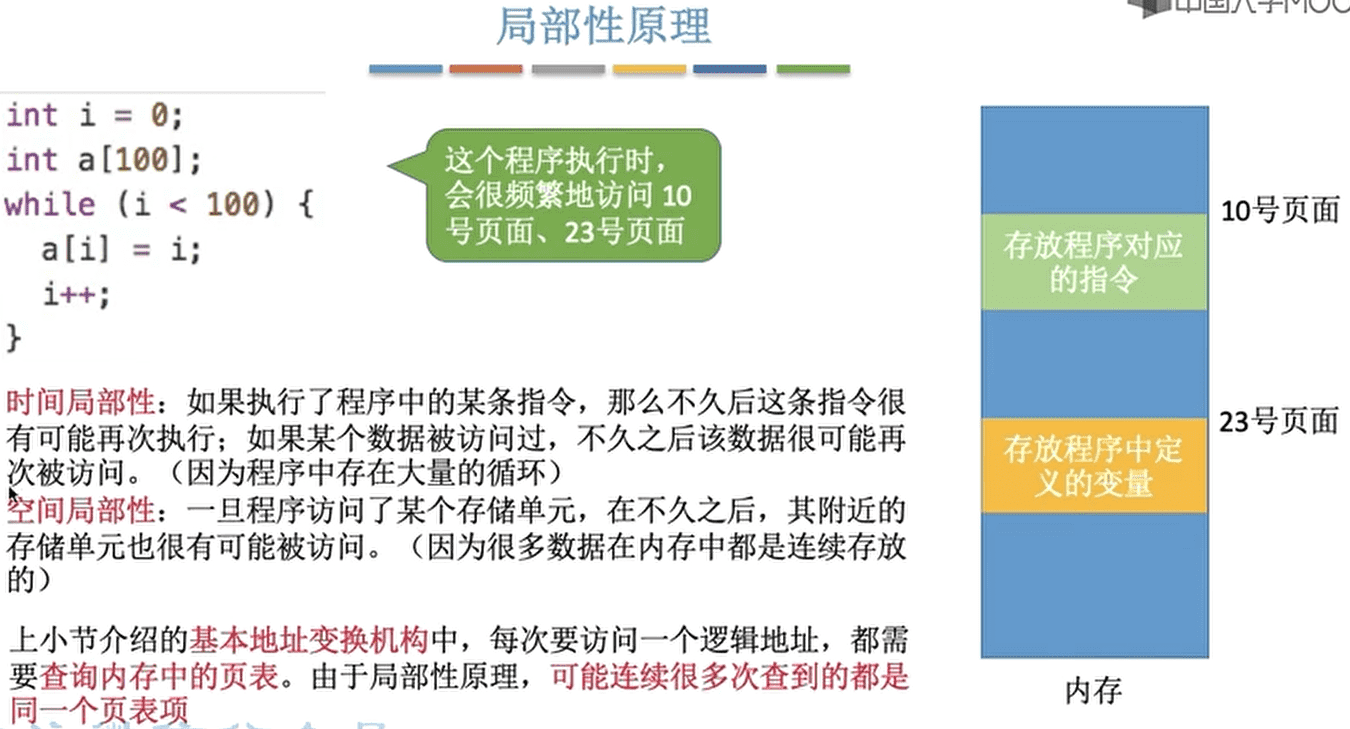 局部性原理
int i = 0;
int a[100];
while (i < 100) {
a[i] = i;
i++;
}
这个程序执行时，
会很频繁地访问 10
号页面、23号页面
10号页面
存放程序对应
的指令
23号页面
存放程序中定
义的变量
内存
时间局部性：如果执行了程序中的某条指令，那么不久后这条指令很
有可能再次执行；如果某个数据被访问过，不久之后该数据很可能再
次被访问。（因为程序中存在大量的循环）
空间局部性：一旦程序访问了某个存储单元，在不久之后，其附近的
存储单元也很有可能被访问。（因为很多数据在内存中都是连续存放
的）
上小节介绍的基本地址变换机构中，每次要访问一个逻辑地址，都需
要查询内存中的页表。由于局部性原理，可能连续很多次查到的都是
同一个页表项